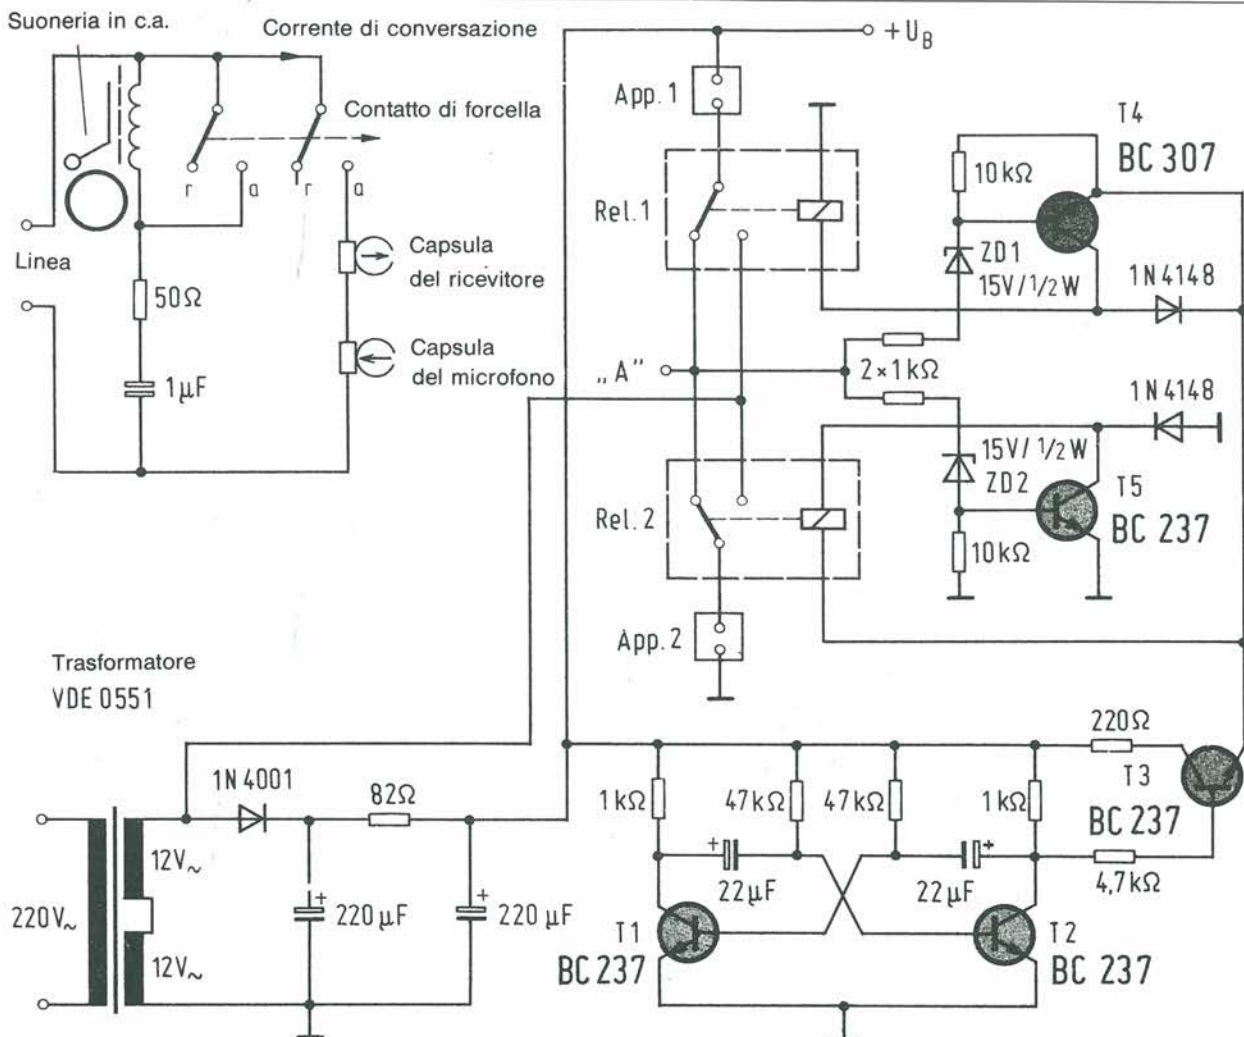 Suoneria in c.a.
Corrente di conversazione
+U_B
App.1
Contatto di forcella
T4
BC 307
10kΩ
r
a
r
a
Rel.1
ZD1
15V/1/2W
1N4148
Linea
Capsula
del ricevitore
50Ω
Capsula
del microfono
1µF
„A"
2×1kΩ
1N4148
15V/1/2W
ZD2
T5
BC 237
Rel.2
10kΩ
App.2
Trasformatore
VDE 0551
1N4001
82Ω
220Ω
1kΩ
47kΩ
47kΩ
1kΩ
T3
BC 237
12V~
+
22µF
+
22µF
4,7kΩ
220V~
+
220µF
+
220µF
12V~
T1
BC 237
T2
BC 237